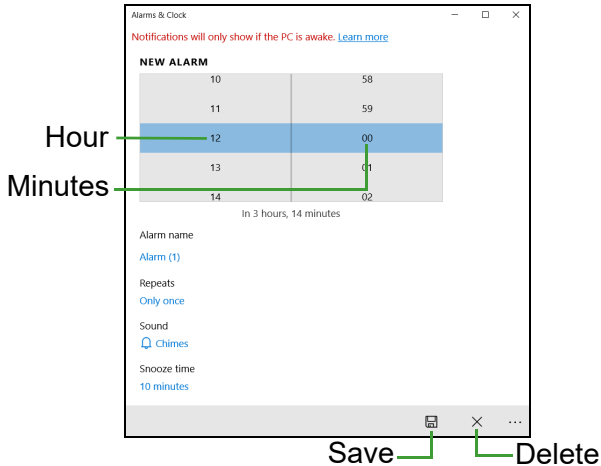 Alarms & Clock
Notifications will only show if the PC is awake. Learn more
NEW ALARM
10 58
11 59
Hour 12 00
13 01
Minutes
14 02
In 3 hours, 14 minutes
Alarm name
Alarm (1)
Repeats
Only once
Sound
Chimes
Snooze time
10 minutes
Save Delete